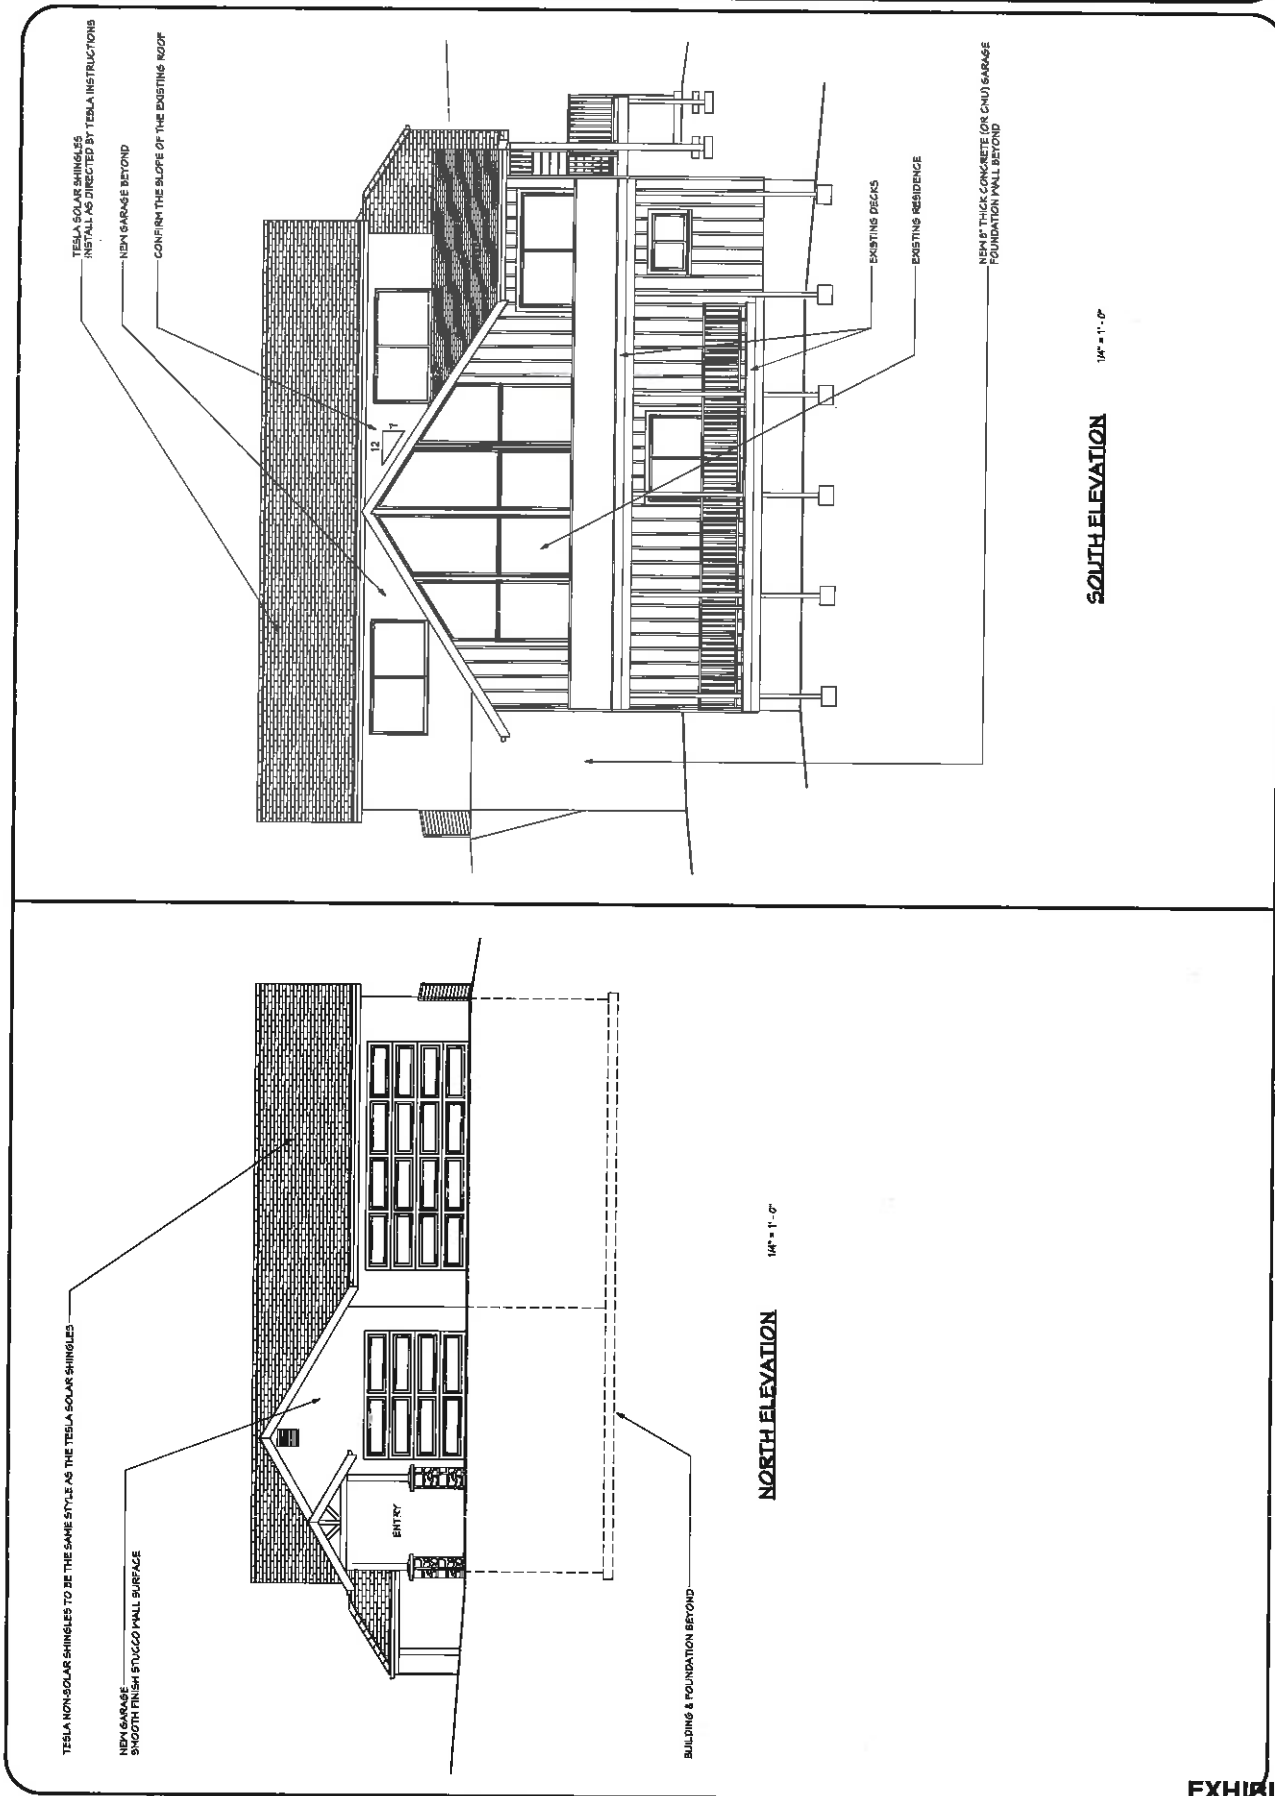 TESLA NON-SOLAR SHINGLES TO BE THE SAME STYLE AS THE TESLA SOLAR SHINGLES
NEW GARAGE
SMOOTH FINISH STUCCO WALL SURFACE
ENTRY
BUILDING & FOUNDATION BEYOND
NORTH ELEVATION
1/4" = 1'-0"
TESLA SOLAR SHINGLES
INSTALL AS DIRECTED BY TESLA INSTRUCTIONS
NEW GARAGE BEYOND
CONFIRM THE SLOPE OF THE EXISTING ROOF
12
7
EXISTING DECKS
EXISTING RESIDENCE
NEW 8" THICK CONCRETE (OR CMU) GARAGE
FOUNDATION WALL BEYOND
SOUTH ELEVATION
1/4" = 1'-0"